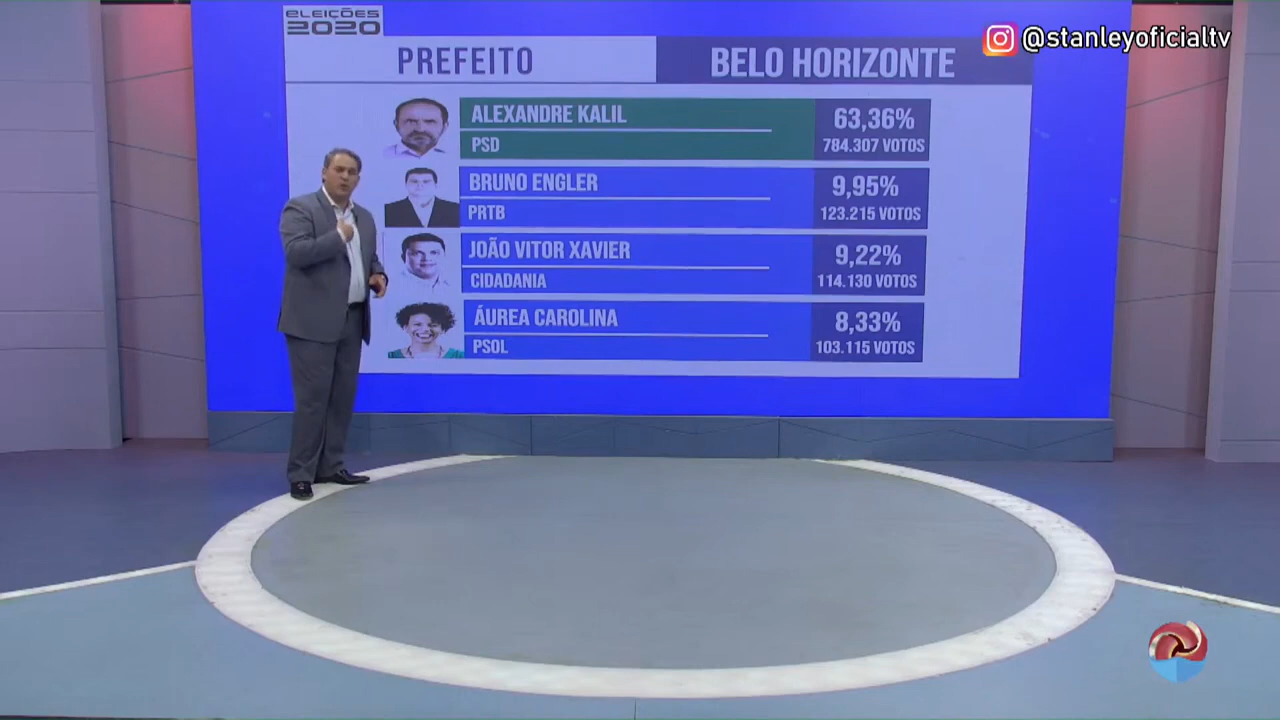 ELEIÇÕES
2020
@stanleyoficialtv
PREFEITO
BELO HORIZONTE
ALEXANDRE KALIL
63,36%
PSD
784.307 VOTOS
BRUNO ENGLER
9,95%
PRTB
123.215 VOTOS
JOÃO VITOR XAVIER
9,22%
CIDADANIA
114.130 VOTOS
ÁUREA CAROLINA
8,33%
PSOL
103.115 VOTOS